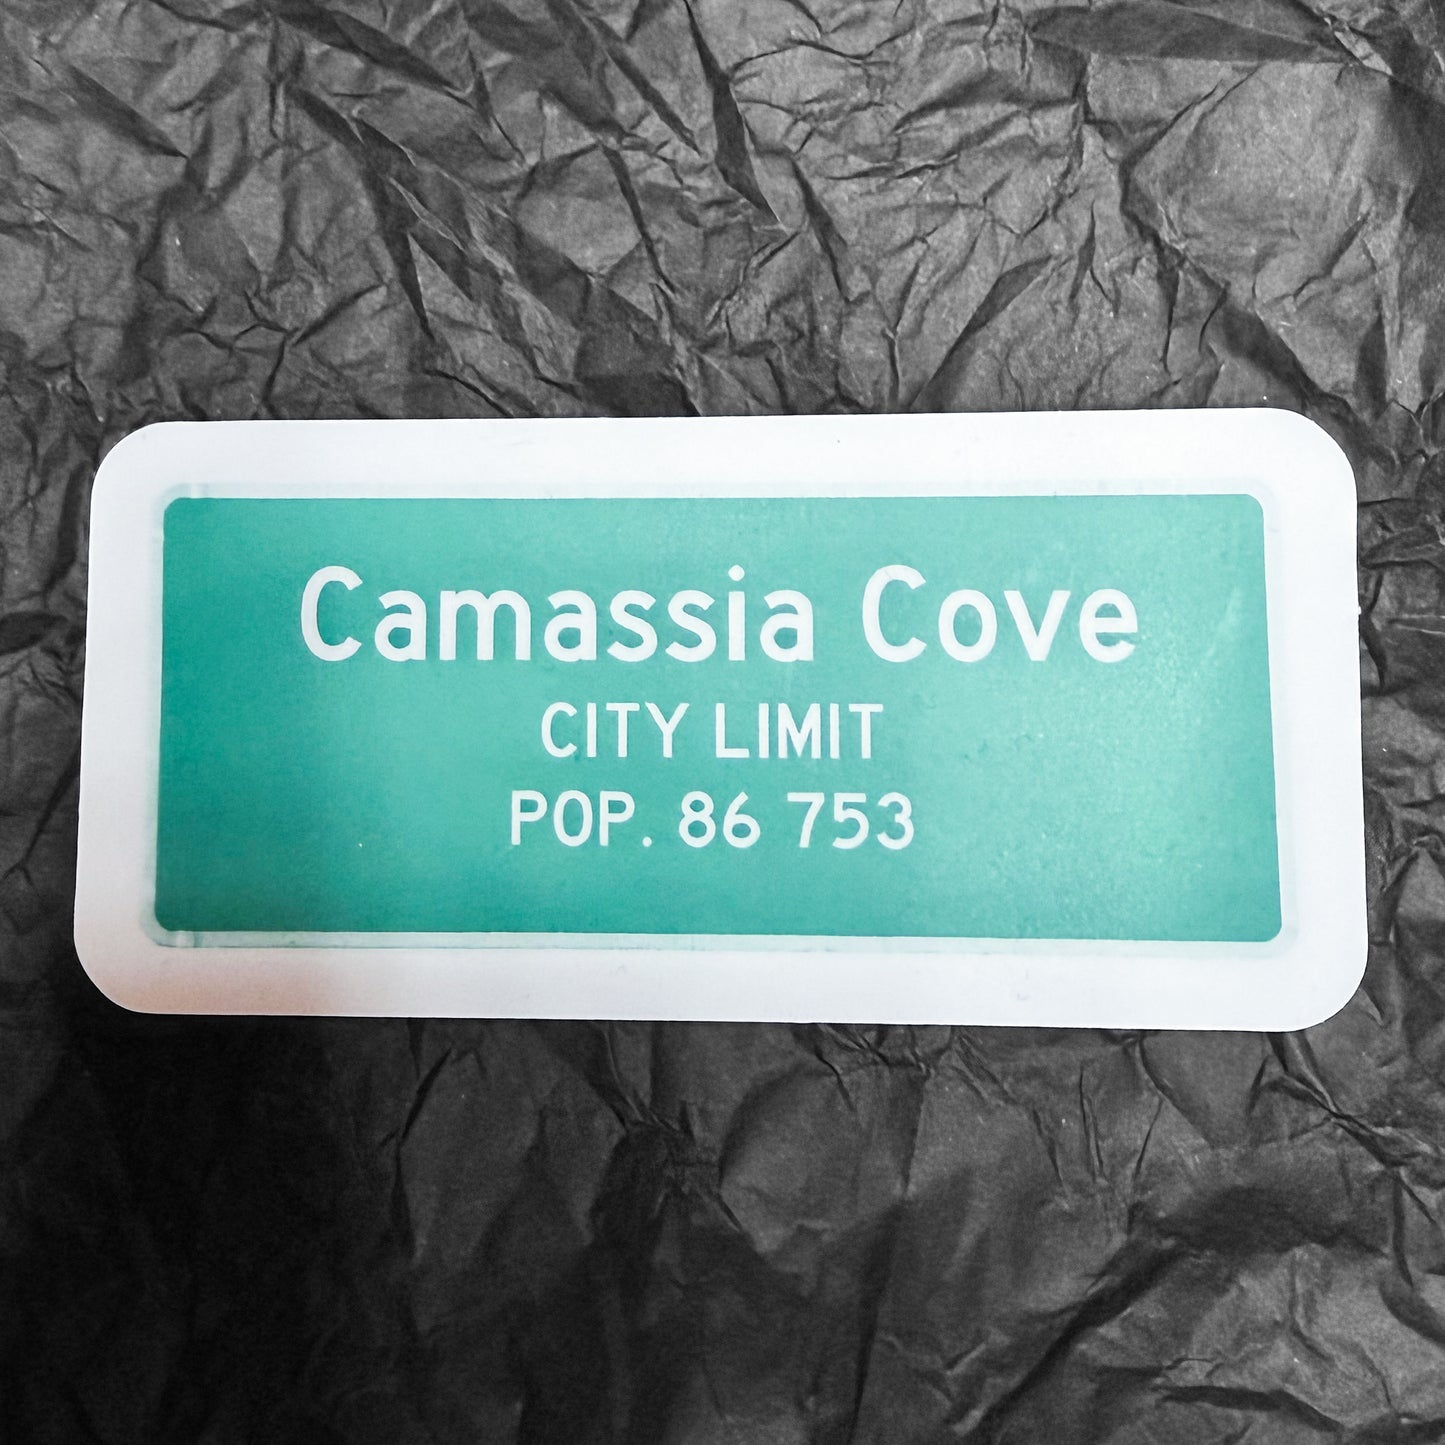 Camassia Cove
CITY LIMIT
POP. 86 753